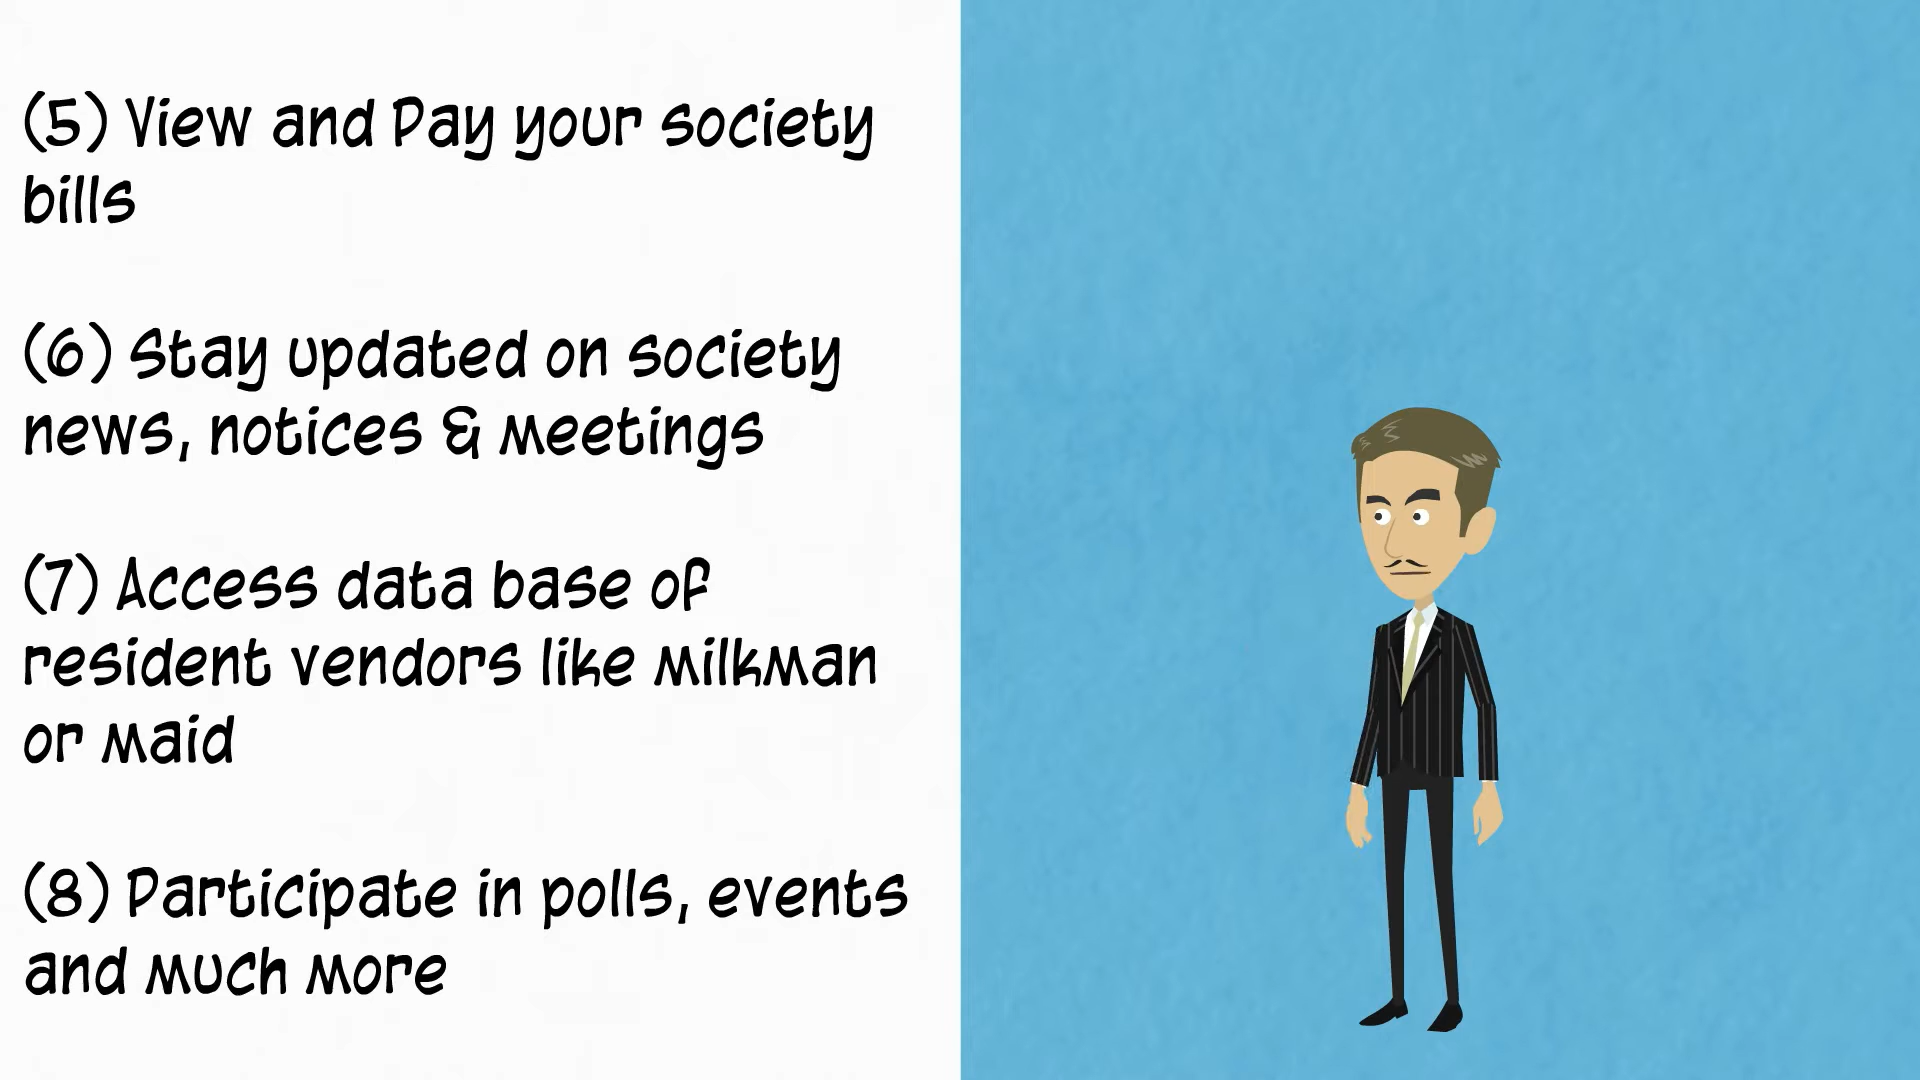 (5) View and Pay your society
bills
(6) Stay updated on society
news, notices & meetings
(7) Access data base of
resident vendors like milkman
or maid
(8) Participate in polls, events
and much more